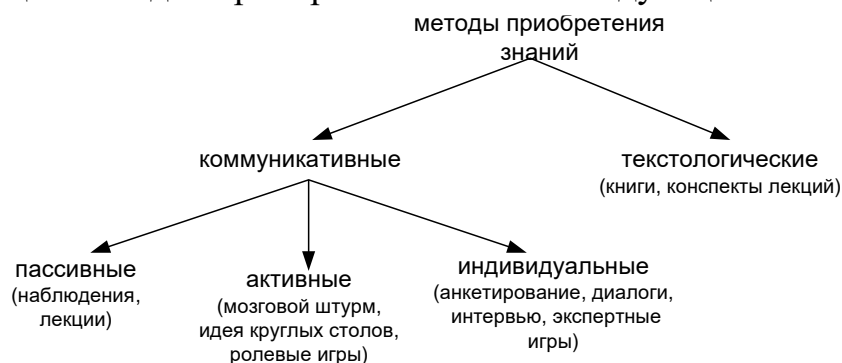 методы приобретения
знаний
коммуникативные
текстологические
(книги, конспекты лекций)
пассивные
(наблюдения,
лекции)
активные
(мозговой штурм,
идея круглых столов,
ролевые игры)
индивидуальные
(анкетирование, диалоги,
интервью, экспертные
игры)